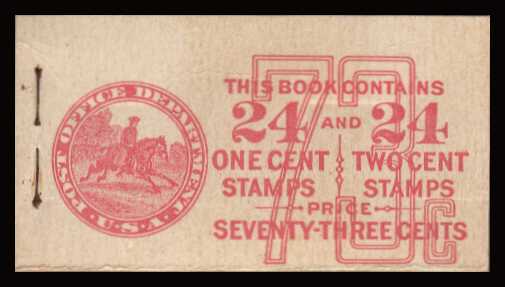 POST OFFICE DEPARTMENT
• U • S • A •
73c
THIS BOOK CONTAINS
24 AND 24
ONE CENT TWO CENT
STAMPS STAMPS
PRICE
SEVENTY-THREE CENTS